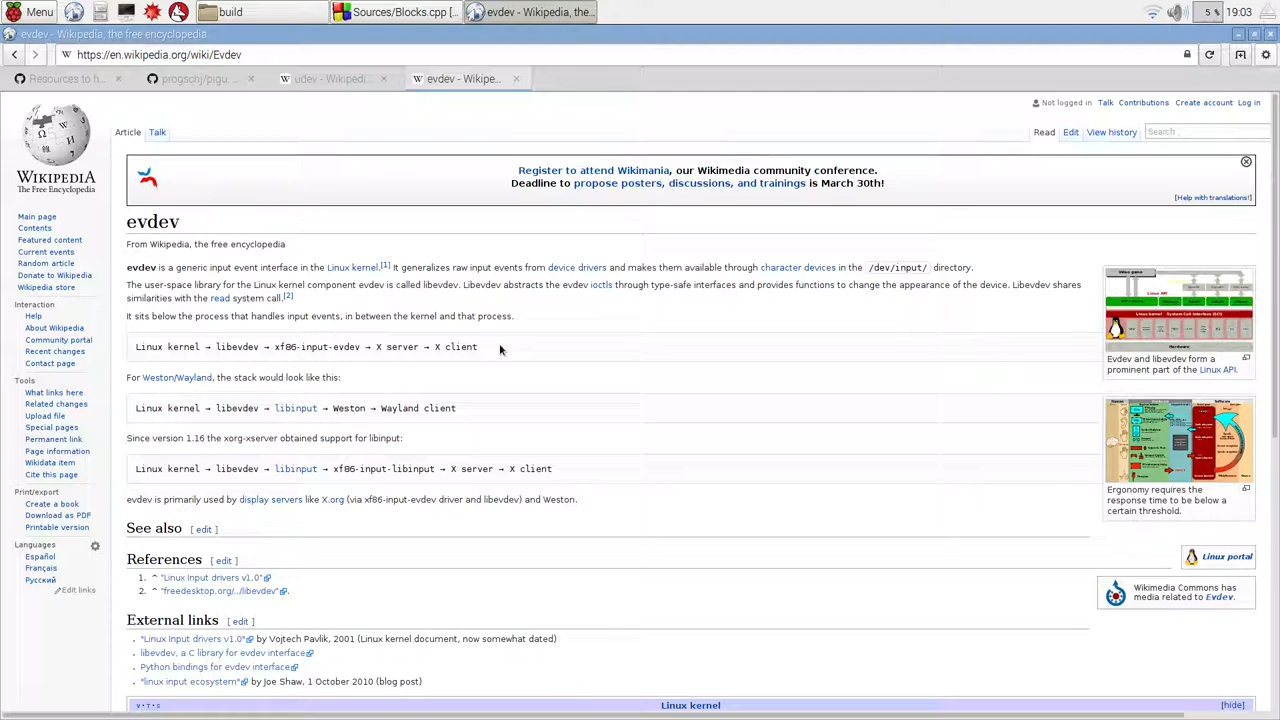 Menu
build
Sources/Blocks.cpp [...
evdev - Wikipedia, the...
5 %
19:03
evdev - Wikipedia, the free encyclopedia
https://en.wikipedia.org/wiki/Evdev
Resources to h...
progschj/pigu...
udev - Wikipedi...
evdev - Wikipe...
Not logged in Talk Contributions Create account Log in
Article Talk
Read Edit View history Search
WIKIPEDIA
The Free Encyclopedia
Register to attend Wikimania, our Wikimedia community conference.
Deadline to propose posters, discussions, and trainings is March 30th!
[Help with translations!]
Main page
Contents
Featured content
Current events
Random article
Donate to Wikipedia
Wikipedia store
Interaction
Help
About Wikipedia
Community portal
Recent changes
Contact page
Tools
What links here
Related changes
Upload file
Special pages
Permanent link
Page information
Wikidata item
Cite this page
Print/export
Create a book
Download as PDF
Printable version
Languages
Español
Français
Русский
Edit links
evdev
From Wikipedia, the free encyclopedia
evdev is a generic input event interface in the Linux kernel.[1] It generalizes raw input events from device drivers and makes them available through character devices in the /dev/input/ directory.
The user-space library for the Linux kernel component evdev is called libevdev. Libevdev abstracts the evdev ioctls through type-safe interfaces and provides functions to change the appearance of the device. Libevdev shares
similarities with the read system call.[2]
It sits below the process that handles input events, in between the kernel and that process.
Linux kernel → libevdev → xf86-input-evdev → X server → X client
For Weston/Wayland, the stack would look like this:
Linux kernel → libevdev → libinput → Weston → Wayland client
Since version 1.16 the xorg-xserver obtained support for libinput:
Linux kernel → libevdev → libinput → xf86-input-libinput → X server → X client
evdev is primarily used by display servers like X.org (via xf86-input-evdev driver and libevdev) and Weston.
See also [ edit ]
References [ edit ]
1. ^ "Linux Input drivers v1.0"
2. ^ "freedesktop.org/../libevdev".
External links [ edit ]
"Linux Input drivers v1.0" by Vojtech Pavlik, 2001 (Linux kernel document, now somewhat dated)
libevdev, a C library for evdev interface
Python bindings for evdev interface
"linux input ecosystem" by Joe Shaw, 1 October 2010 (blog post)
V·T·S
Linux kernel
[hide]
Evdev and libevdev form a
prominent part of the Linux API.
Ergonomy requires the
response time to be below a
certain threshold.
Linux portal
Wikimedia Commons has
media related to Evdev.